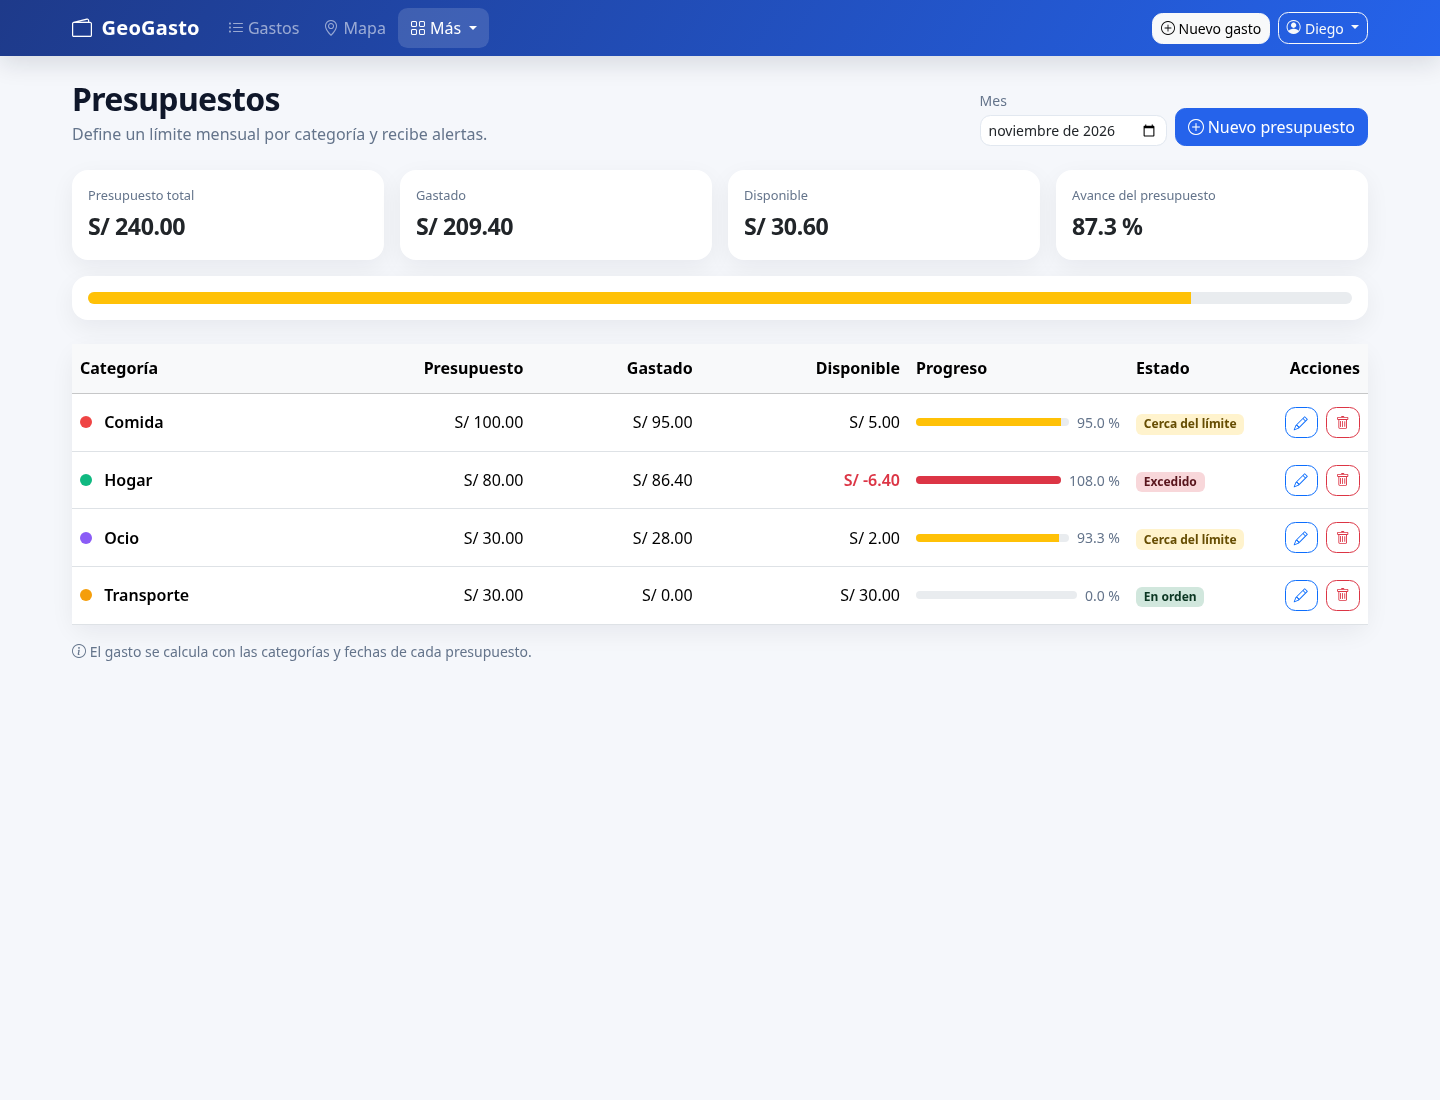 GeoGasto Gastos Mapa Más Nuevo gasto Diego
Presupuestos
Define un límite mensual por categoría y recibe alertas.
Mes
noviembre de 2026
Nuevo presupuesto
Presupuesto total
S/ 240.00
Gastado
S/ 209.40
Disponible
S/ 30.60
Avance del presupuesto
87.3 %
Categoría Presupuesto Gastado Disponible Progreso Estado Acciones
Comida S/ 100.00 S/ 95.00 S/ 5.00 95.0 % Cerca del límite
Hogar S/ 80.00 S/ 86.40 S/ -6.40 108.0 % Excedido
Ocio S/ 30.00 S/ 28.00 S/ 2.00 93.3 % Cerca del límite
Transporte S/ 30.00 S/ 0.00 S/ 30.00 0.0 % En orden
El gasto se calcula con las categorías y fechas de cada presupuesto.